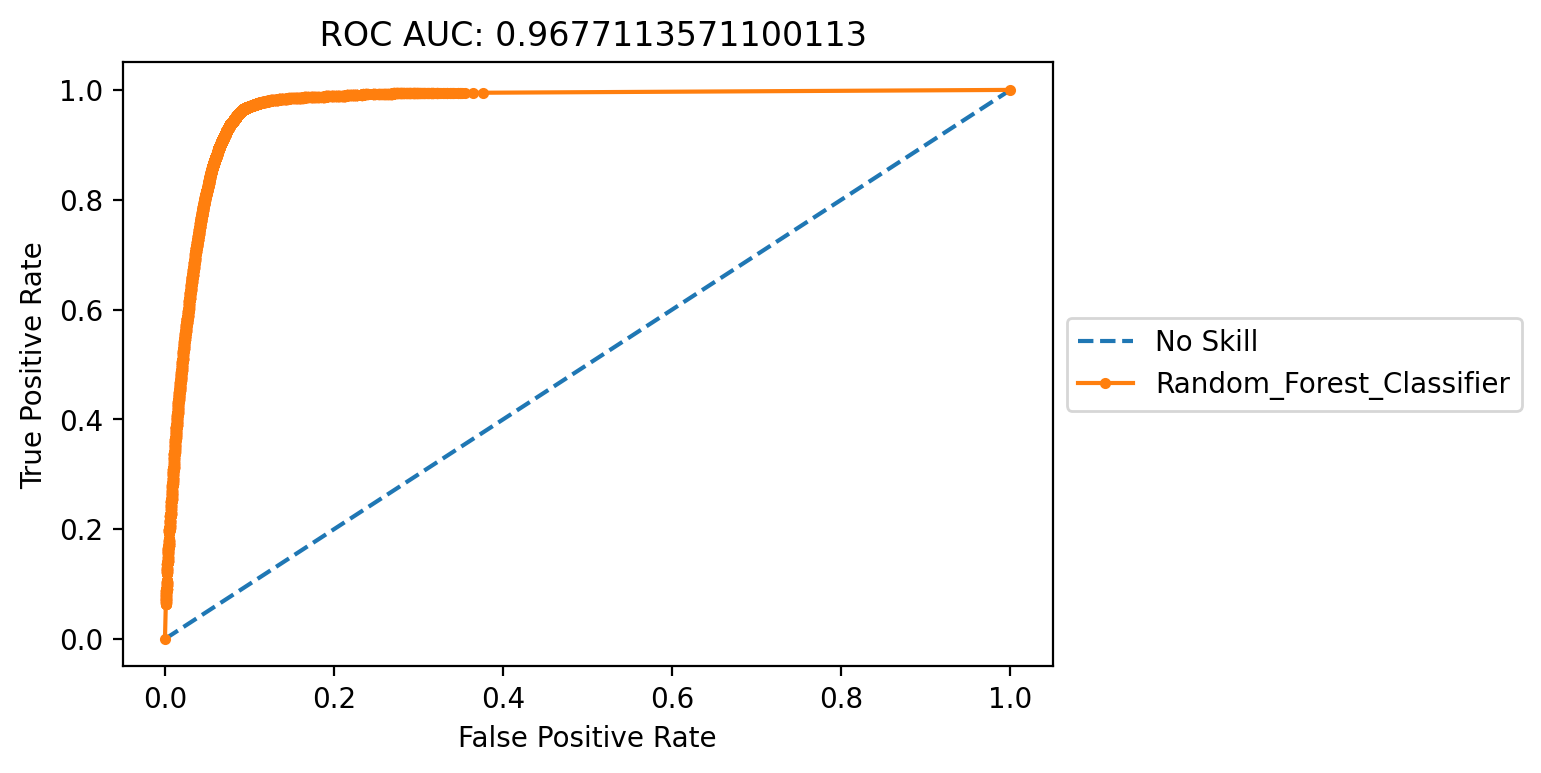 ROC AUC: 0.9677113571100113
1.0
0.8
0.6
0.4
0.2
0.0
True Positive Rate
0.0 0.2 0.4 0.6 0.8 1.0
False Positive Rate
No Skill
Random_Forest_Classifier